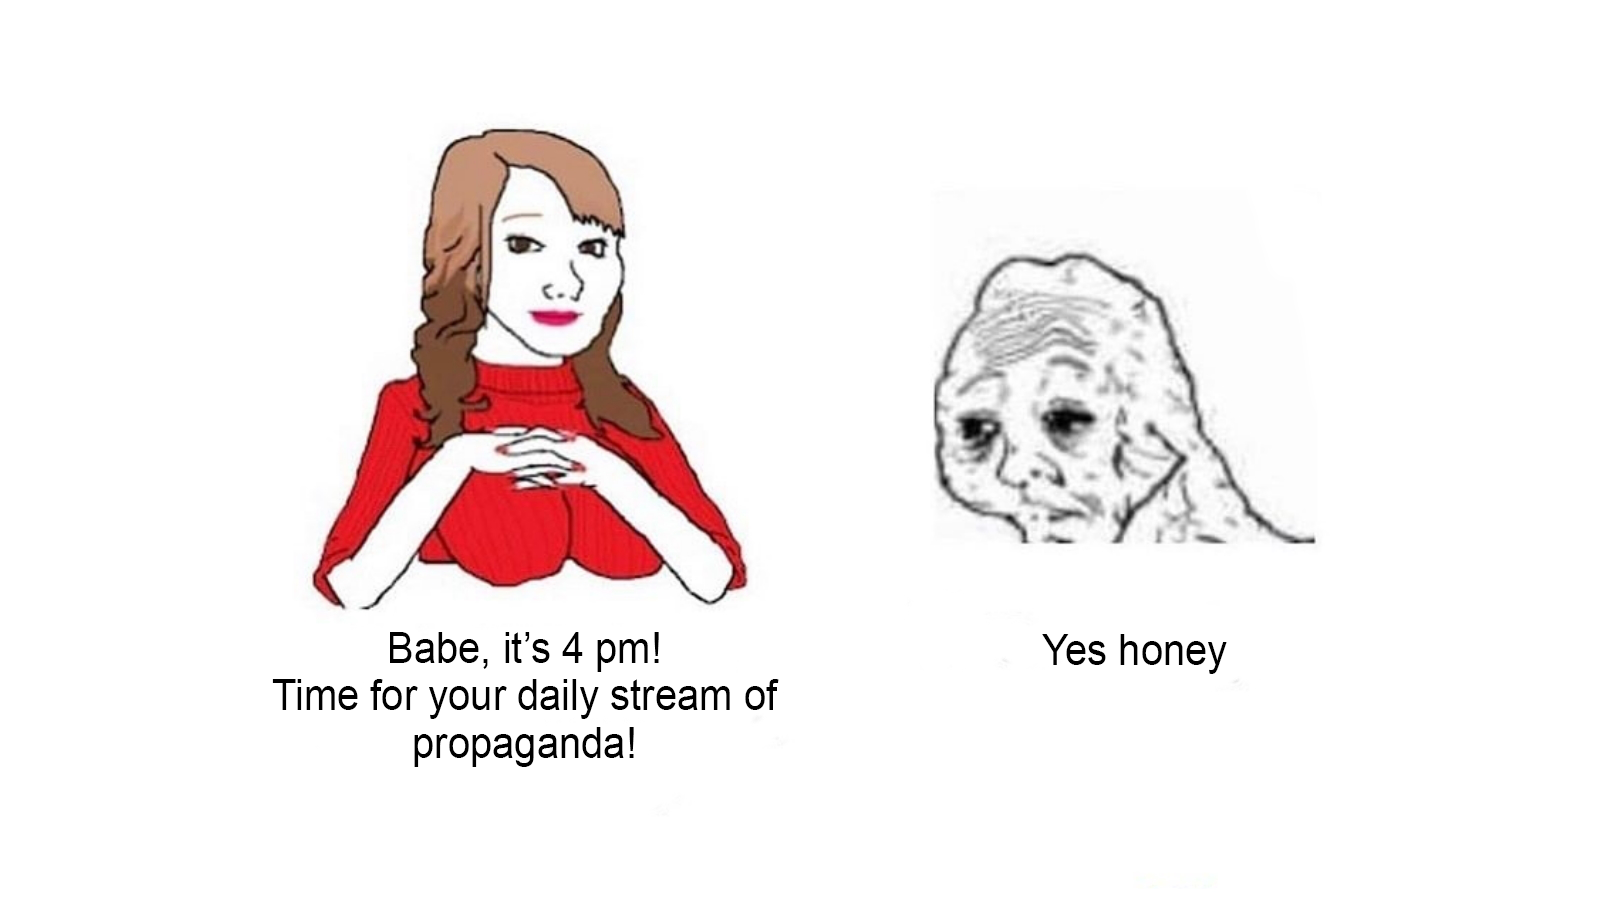 Babe, it’s 4 pm!
Time for your daily stream of
propaganda!
Yes honey